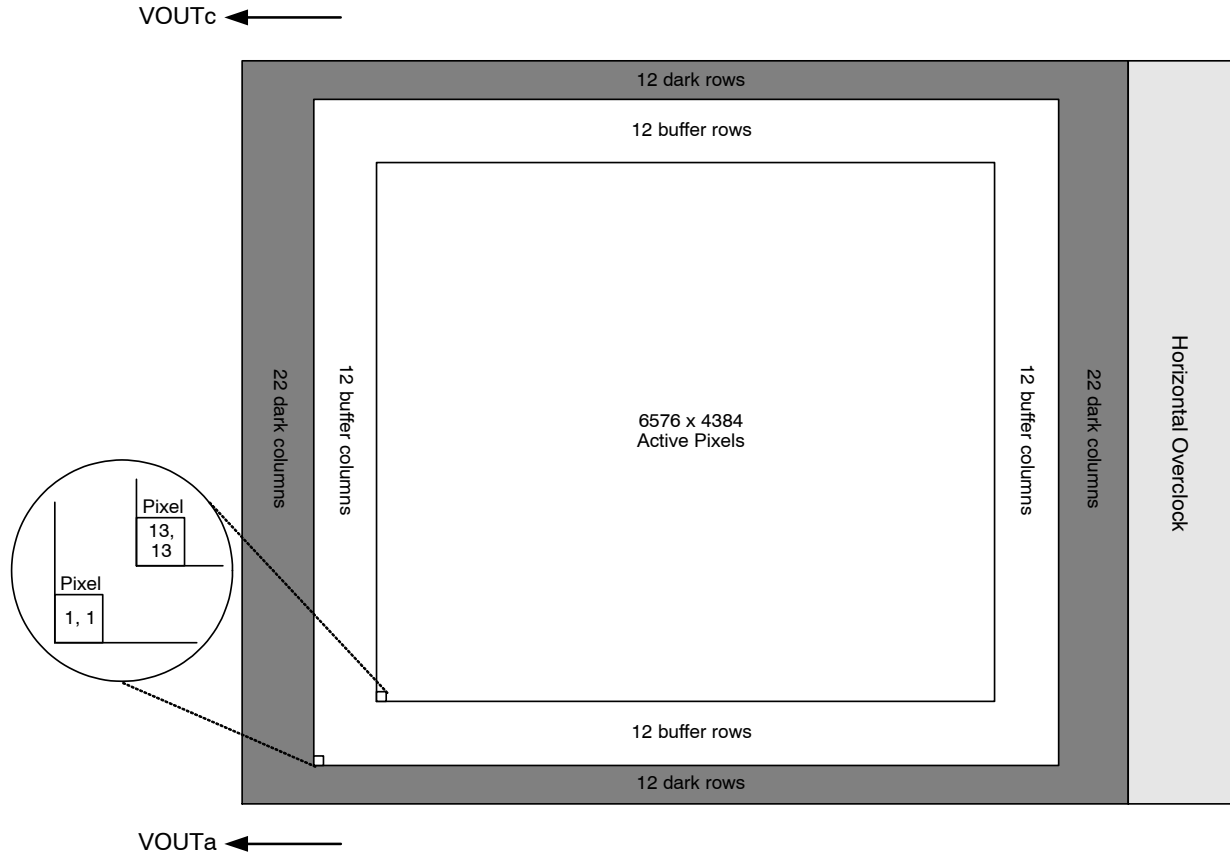 VOUTc
12 dark rows
12 buffer rows
22 dark columns
12 buffer columns
6576 x 4384
Active Pixels
12 buffer columns
22 dark columns
Horizontal Overclock
Pixel
13,
13
Pixel
1, 1
12 buffer rows
12 dark rows
VOUTa